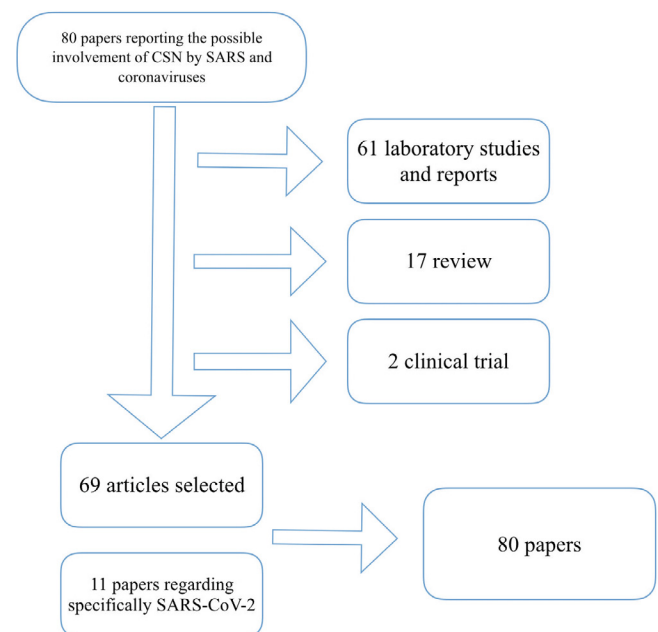 80 papers reporting the possible
involvement of CSN by SARS and
coronaviruses
61 laboratory studies
and reports
17 review
2 clinical trial
69 articles selected
11 papers regarding
specifically SARS-CoV-2
80 papers